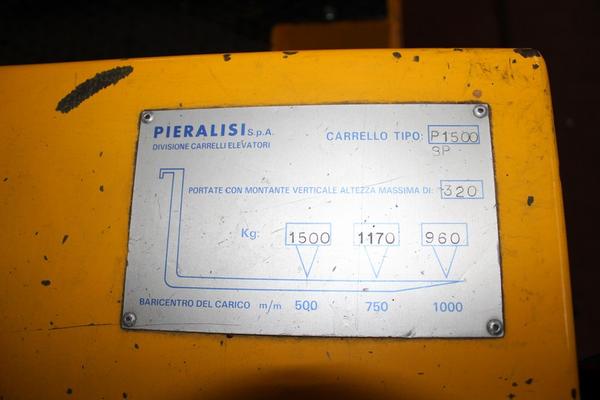 PIERALISI S.p.A.
DIVISIONE CARRELLI ELEVATORI
CARRELLO TIPO: P1500
SP
PORTATE CON MONTANTE VERTICALE ALTEZZA MASSIMA DI: 320
Kg: 1500 1170 960
BARICENTRO DEL CARICO m/m 500 750 1000